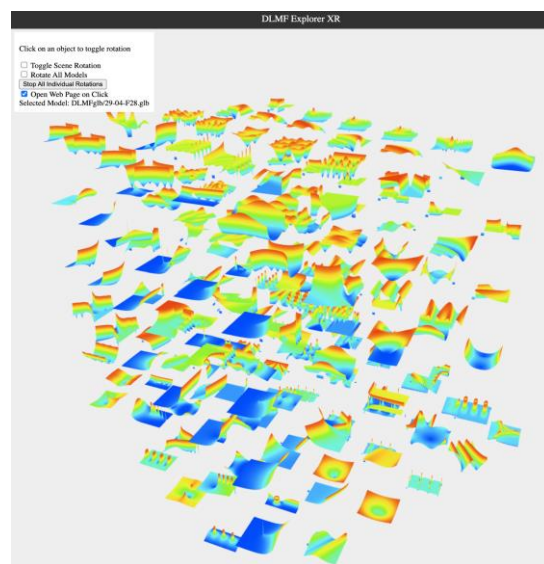 DLMF Explorer XR
Click on an object to toggle rotation
Toggle Scene Rotation
Rotate All Models
Stop All Individual Rotations
Open Web Page on Click
Selected Model: DLMFglb/29-04-F28.glb